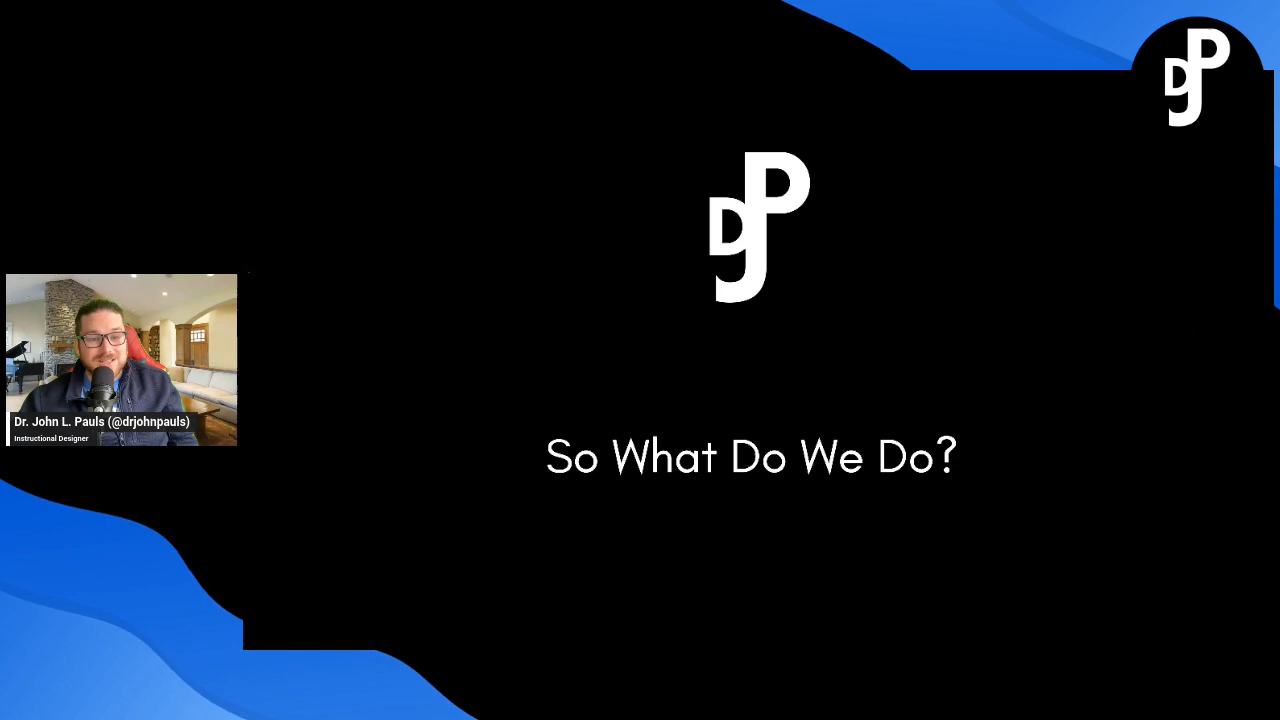 DJP
DJP
So What Do We Do?
Dr. John L. Pauls (@drjohnpauls)
Instructional Designer